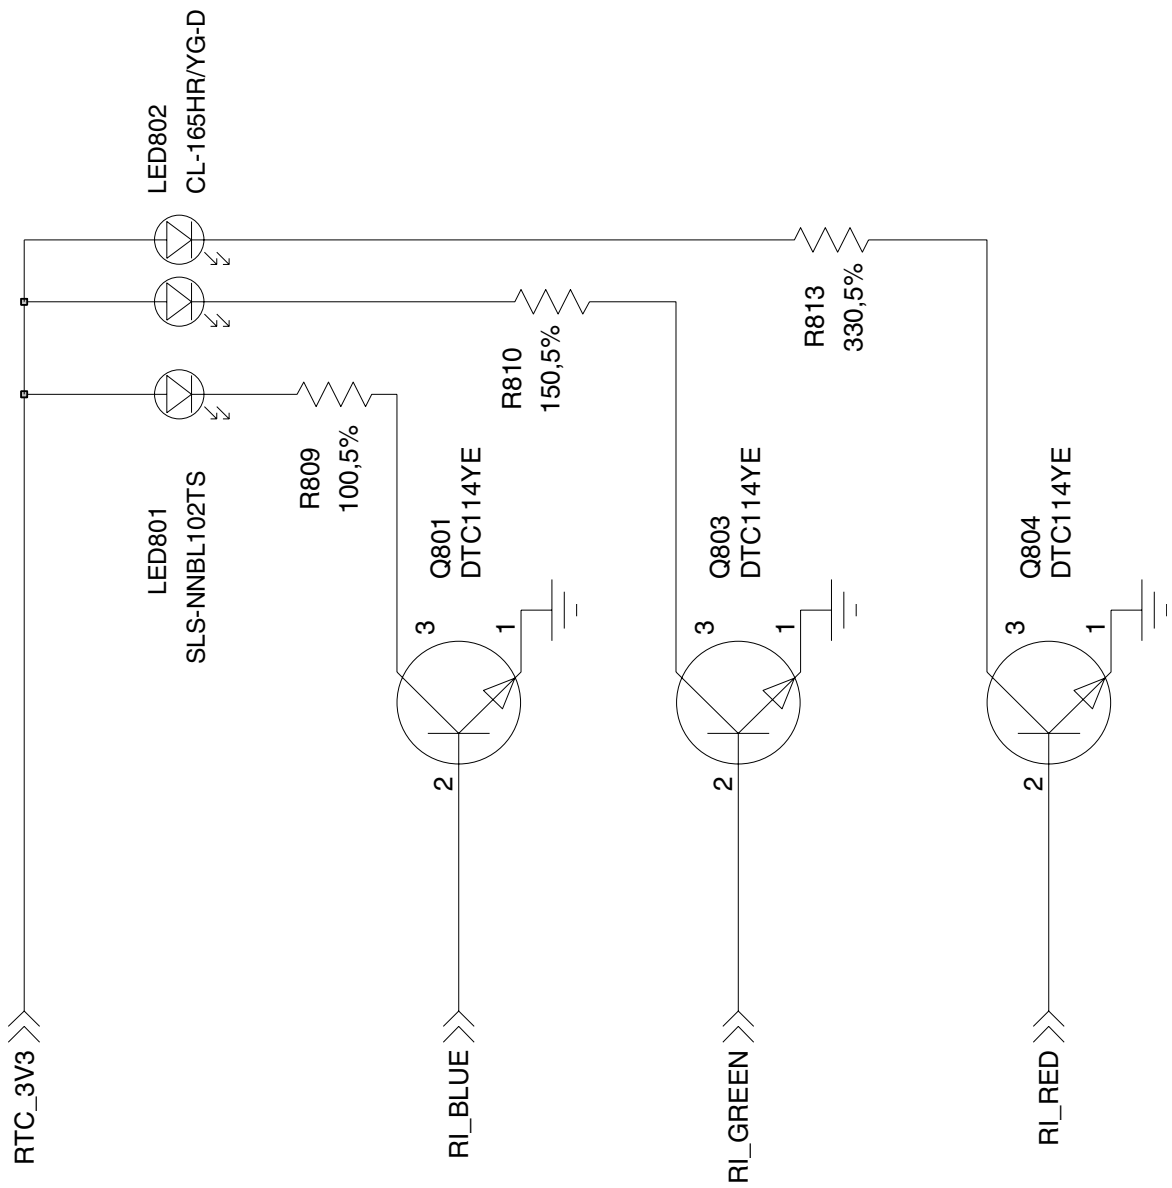 RTC_3V3
LED802
CL-165HR/YG-D
LED801
SLS-NNBL102TS
R809
100,5%
R810
150,5%
R813
330,5%
RI_BLUE
2
3
1
Q801
DTC114YE
RI_GREEN
2
3
1
Q803
DTC114YE
RI_RED
2
3
1
Q804
DTC114YE